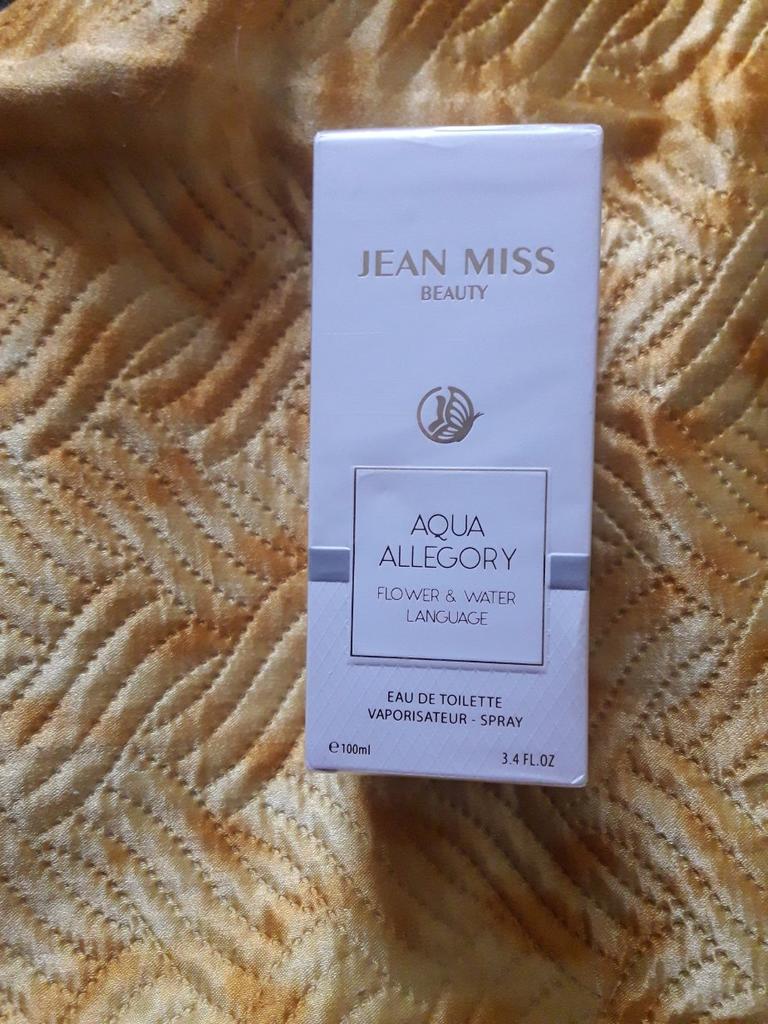 JEAN MISS
BEAUTY
AQUA
ALLEGORY
FLOWER & WATER
LANGUAGE
EAU DE TOILETTE
VAPORISATEUR - SPRAY
℮100ml
3.4 FL.OZ